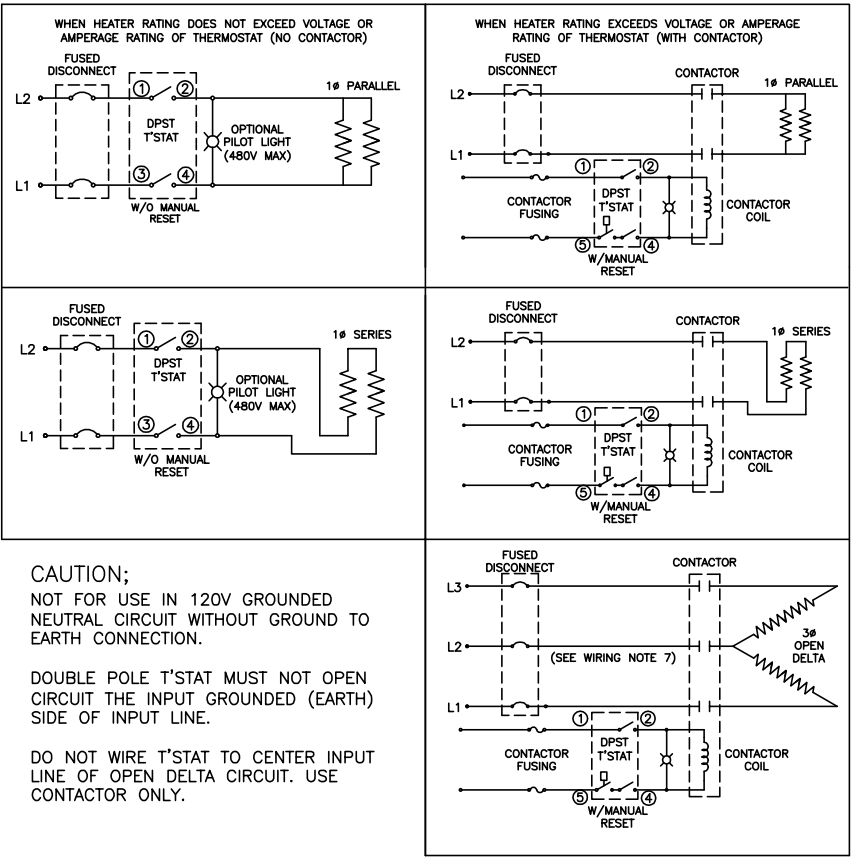 WHEN HEATER RATING DOES NOT EXCEED VOLTAGE OR
AMPERAGE RATING OF THERMOSTAT (NO CONTACTOR)
FUSED
DISCONNECT
1ø PARALLEL
L2
1
2
DPST
T'STAT
OPTIONAL
PILOT LIGHT
(480V MAX)
3
4
L1
W/O MANUAL
RESET
WHEN HEATER RATING EXCEEDS VOLTAGE OR AMPERAGE
RATING OF THERMOSTAT (WITH CONTACTOR)
FUSED
DISCONNECT
CONTACTOR
1ø PARALLEL
L2
L1
1
2
CONTACTOR
FUSING
DPST
T'STAT
CONTACTOR
COIL
5
4
W/MANUAL
RESET
FUSED
DISCONNECT
1ø SERIES
L2
1
2
DPST
T'STAT
OPTIONAL
PILOT LIGHT
(480V MAX)
3
4
L1
W/O MANUAL
RESET
FUSED
DISCONNECT
CONTACTOR
1ø SERIES
L2
L1
1
2
CONTACTOR
FUSING
DPST
T'STAT
CONTACTOR
COIL
5
4
W/MANUAL
RESET
CAUTION;
NOT FOR USE IN 120V GROUNDED
NEUTRAL CIRCUIT WITHOUT GROUND TO
EARTH CONNECTION.
DOUBLE POLE T'STAT MUST NOT OPEN
CIRCUIT THE INPUT GROUNDED (EARTH)
SIDE OF INPUT LINE.
DO NOT WIRE T'STAT TO CENTER INPUT
LINE OF OPEN DELTA CIRCUIT. USE
CONTACTOR ONLY.
FUSED
DISCONNECT
CONTACTOR
L3
L2
(SEE WIRING NOTE 7)
3ø
OPEN
DELTA
L1
1
2
CONTACTOR
FUSING
DPST
T'STAT
CONTACTOR
COIL
5
4
W/MANUAL
RESET